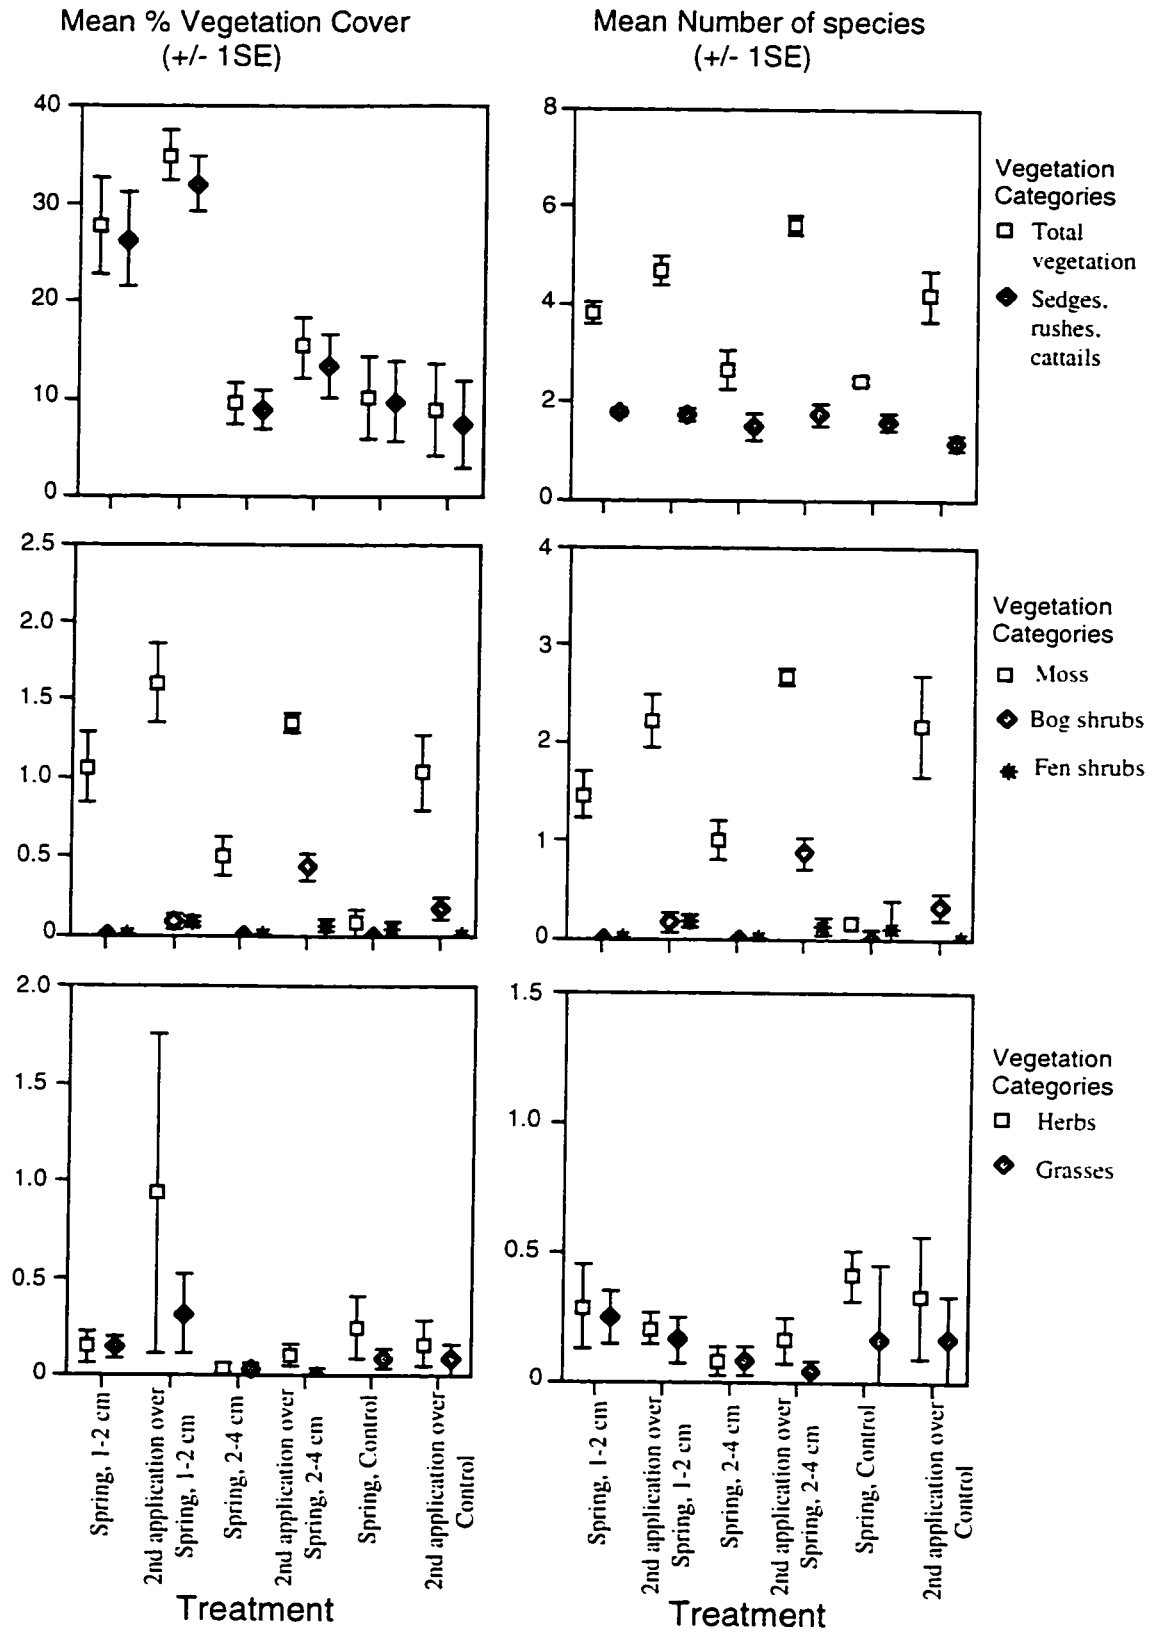 Mean % Vegetation Cover
(+/- 1SE)
Mean Number of species
(+/- 1SE)
40
30
20
10
0
8
6
4
2
0
Vegetation
Categories
Total
vegetation
Sedges,
rushes,
cattails
2.5
2.0
1.5
1.0
0.5
0
4
3
2
1
0
Vegetation
Categories
Moss
Bog shrubs
Fen shrubs
2.0
1.5
1.0
0.5
0
1.5
1.0
0.5
0
Vegetation
Categories
Herbs
Grasses
Spring, 1-2 cm
2nd application over
Spring, 1-2 cm
Spring, 2-4 cm
2nd application over
Spring, 2-4 cm
Spring, Control
2nd application over
Control
Treatment
Spring, 1-2 cm
2nd application over
Spring, 1-2 cm
Spring, 2-4 cm
2nd application over
Spring, 2-4 cm
Spring, Control
2nd application over
Control
Treatment